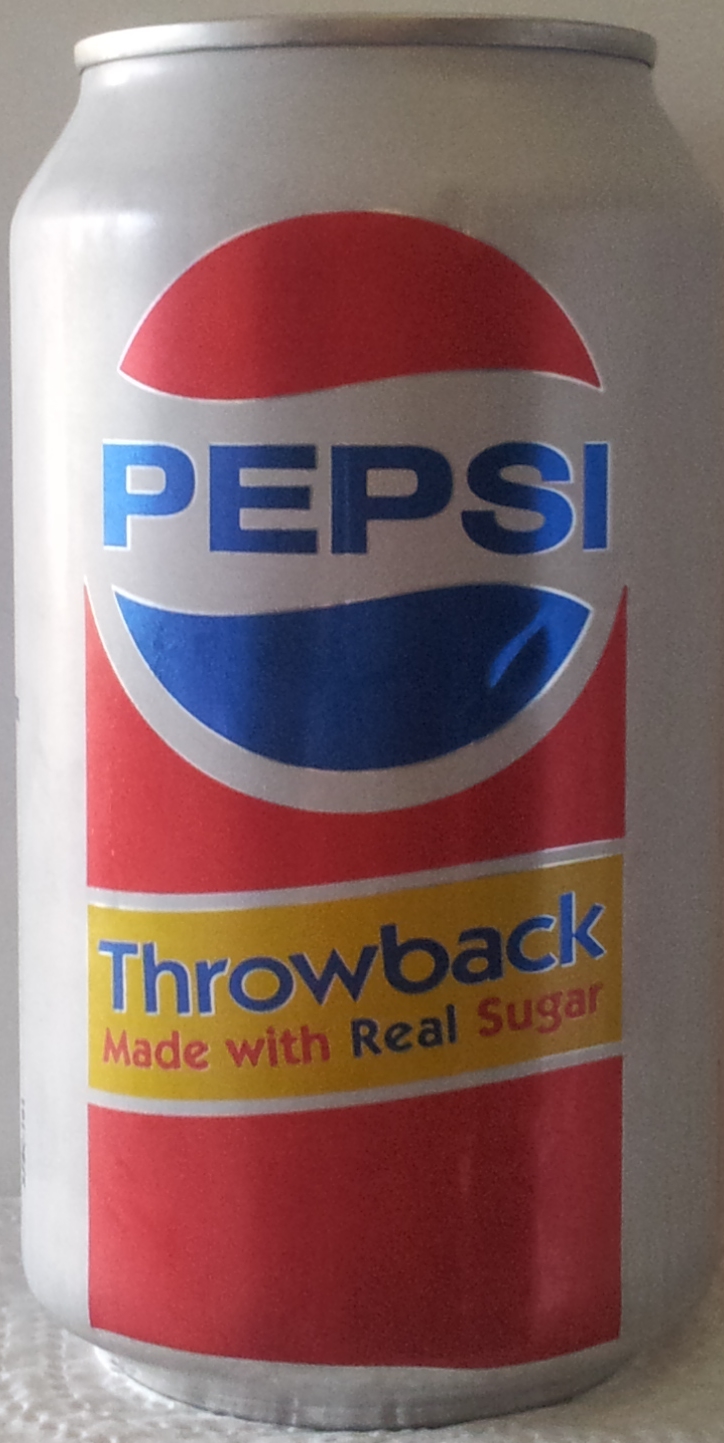 PEPSI
Throwback
Made with Real Sugar